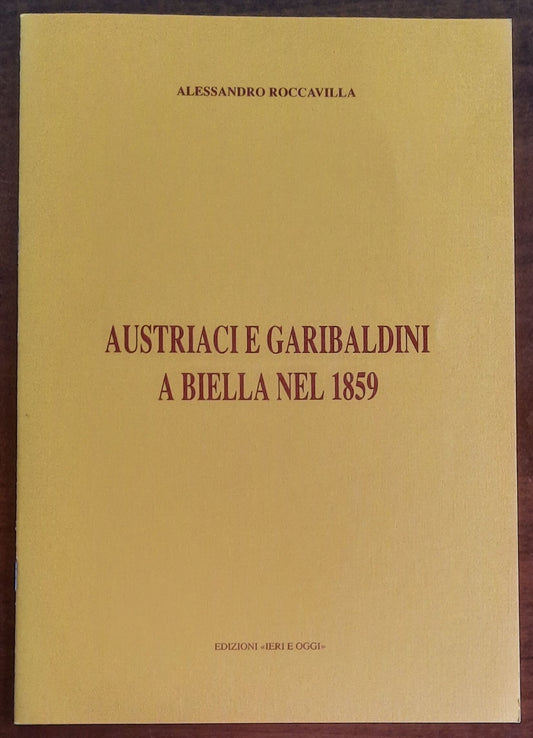 ALESSANDRO ROCCAVILLA
AUSTRIACI E GARIBALDINI
A BIELLA NEL 1859
EDIZIONI «IERI E OGGI»